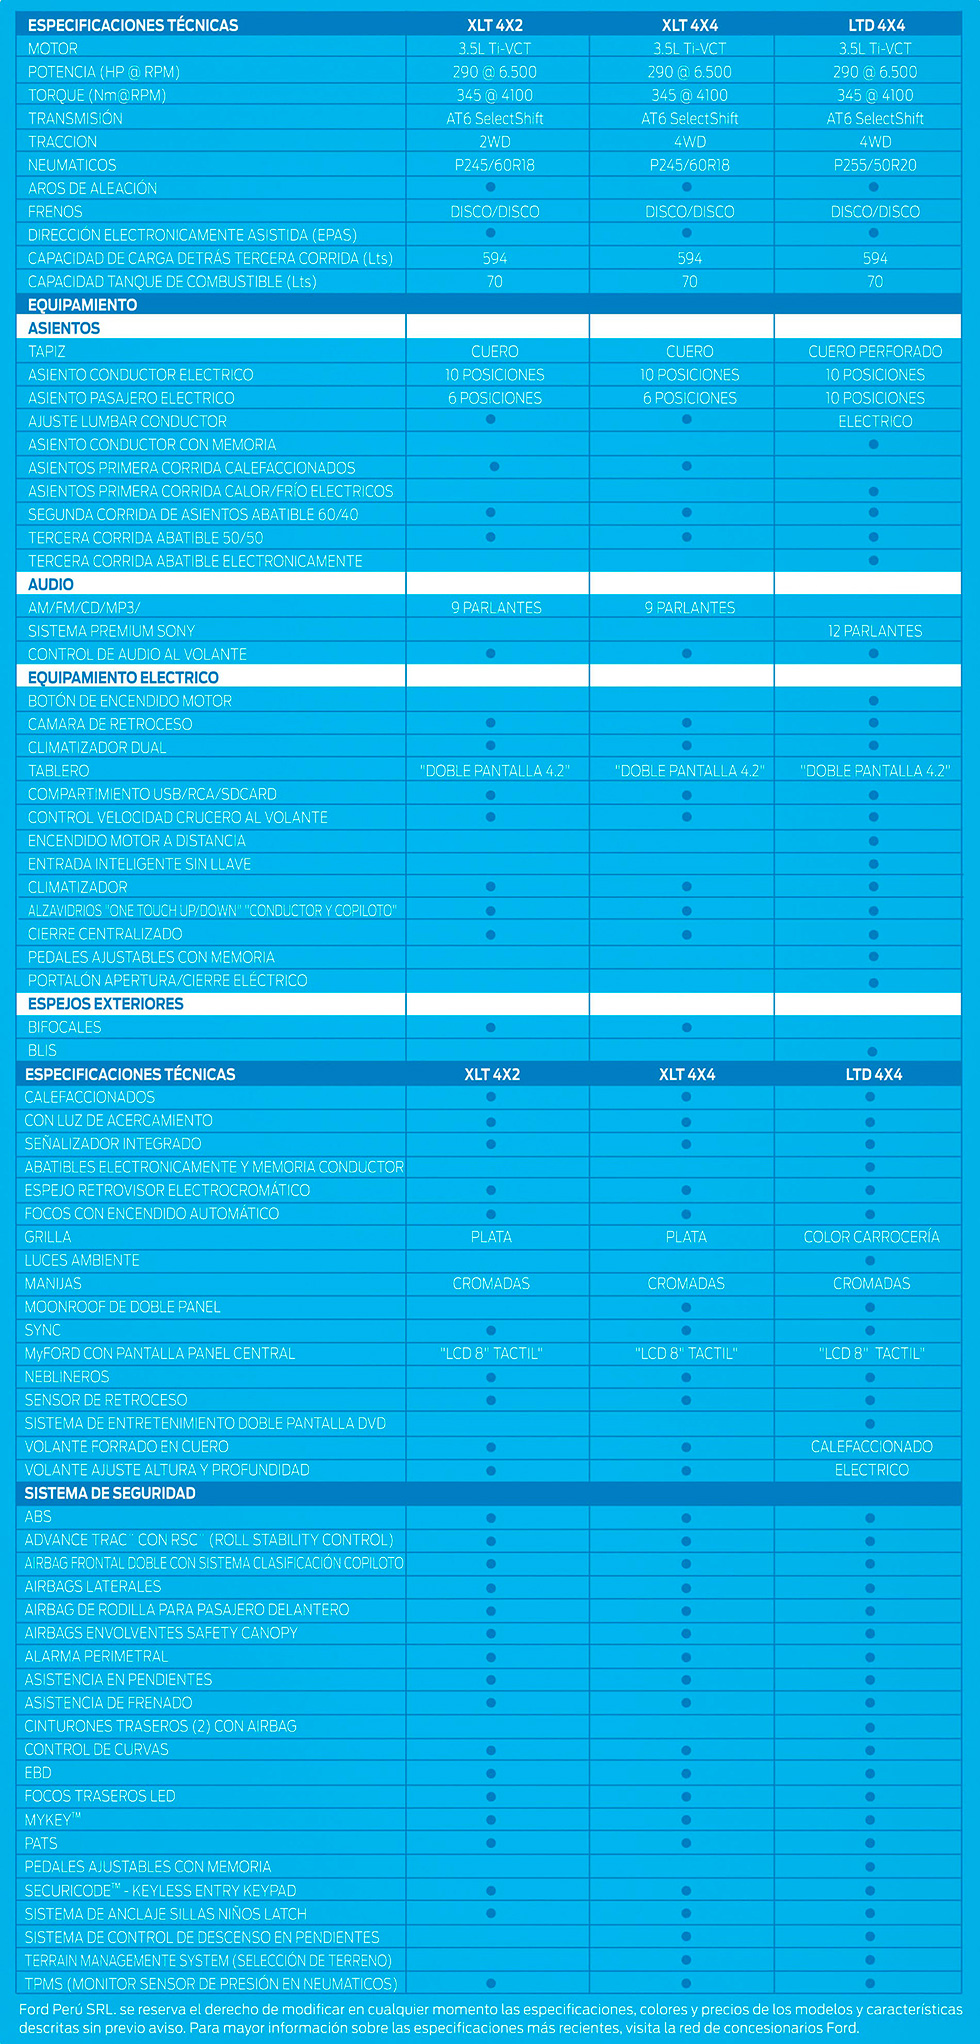 ESPECIFICACIONES TÉCNICAS XLT 4X2 XLT 4X4 LTD 4X4
MOTOR 3.5L Ti-VCT 3.5L Ti-VCT 3.5L Ti-VCT
POTENCIA (HP @ RPM) 290 @ 6.500 290 @ 6.500 290 @ 6.500
TORQUE (Nm@RPM) 345 @ 4100 345 @ 4100 345 @ 4100
TRANSMISIÓN AT6 SelectShift AT6 SelectShift AT6 SelectShift
TRACCION 2WD 4WD 4WD
NEUMATICOS P245/60R18 P245/60R18 P255/50R20
AROS DE ALEACIÓN ● ● ●
FRENOS DISCO/DISCO DISCO/DISCO DISCO/DISCO
DIRECCIÓN ELECTRONICAMENTE ASISTIDA (EPAS) ● ● ●
CAPACIDAD DE CARGA DETRÁS TERCERA CORRIDA (Lts) 594 594 594
CAPACIDAD TANQUE DE COMBUSTIBLE (Lts) 70 70 70
EQUIPAMIENTO
ASIENTOS
TAPIZ CUERO CUERO CUERO PERFORADO
ASIENTO CONDUCTOR ELECTRICO 10 POSICIONES 10 POSICIONES 10 POSICIONES
ASIENTO PASAJERO ELECTRICO 6 POSICIONES 6 POSICIONES 10 POSICIONES
AJUSTE LUMBAR CONDUCTOR ● ● ELECTRICO
ASIENTO CONDUCTOR CON MEMORIA ●
ASIENTOS PRIMERA CORRIDA CALEFACCIONADOS ● ●
ASIENTOS PRIMERA CORRIDA CALOR/FRÍO ELECTRICOS ●
SEGUNDA CORRIDA DE ASIENTOS ABATIBLE 60/40 ● ● ●
TERCERA CORRIDA ABATIBLE 50/50 ● ● ●
TERCERA CORRIDA ABATIBLE ELECTRONICAMENTE ●
AUDIO
AM/FM/CD/MP3/ 9 PARLANTES 9 PARLANTES
SISTEMA PREMIUM SONY 12 PARLANTES
CONTROL DE AUDIO AL VOLANTE ● ● ●
EQUIPAMIENTO ELECTRICO
BOTÓN DE ENCENDIDO MOTOR ●
CAMARA DE RETROCESO ● ● ●
CLIMATIZADOR DUAL ● ● ●
TABLERO "DOBLE PANTALLA 4.2" "DOBLE PANTALLA 4.2" "DOBLE PANTALLA 4.2"
COMPARTIMIENTO USB/RCA/SDCARD ● ● ●
CONTROL VELOCIDAD CRUCERO AL VOLANTE ● ● ●
ENCENDIDO MOTOR A DISTANCIA ●
ENTRADA INTELIGENTE SIN LLAVE ●
CLIMATIZADOR ● ● ●
ALZAVIDRIOS "ONE TOUCH UP/DOWN" "CONDUCTOR Y COPILOTO" ● ● ●
CIERRE CENTRALIZADO ● ● ●
PEDALES AJUSTABLES CON MEMORIA ●
PORTALÓN APERTURA/CIERRE ELÉCTRICO ●
ESPEJOS EXTERIORES
BIFOCALES ● ●
BLIS ●
ESPECIFICACIONES TÉCNICAS XLT 4X2 XLT 4X4 LTD 4X4
CALEFACCIONADOS ● ● ●
CON LUZ DE ACERCAMIENTO ● ● ●
SEÑALIZADOR INTEGRADO ● ● ●
ABATIBLES ELECTRONICAMENTE Y MEMORIA CONDUCTOR ●
ESPEJO RETROVISOR ELECTROCROMÁTICO ● ● ●
FOCOS CON ENCENDIDO AUTOMÁTICO ● ● ●
GRILLA PLATA PLATA COLOR CARROCERÍA
LUCES AMBIENTE ●
MANIJAS CROMADAS CROMADAS CROMADAS
MOONROOF DE DOBLE PANEL ● ●
SYNC ● ● ●
MyFORD CON PANTALLA PANEL CENTRAL "LCD 8" TACTIL" "LCD 8" TACTIL" "LCD 8" TACTIL"
NEBLINEROS ● ● ●
SENSOR DE RETROCESO ● ● ●
SISTEMA DE ENTRETENIMIENTO DOBLE PANTALLA DVD ●
VOLANTE FORRADO EN CUERO ● ● CALEFACCIONADO
VOLANTE AJUSTE ALTURA Y PROFUNDIDAD ● ● ELECTRICO
SISTEMA DE SEGURIDAD
ABS ● ● ●
ADVANCE TRAC¨ CON RSC¨ (ROLL STABILITY CONTROL) ● ● ●
AIRBAG FRONTAL DOBLE CON SISTEMA CLASIFICACIÓN COPILOTO ● ● ●
AIRBAGS LATERALES ● ● ●
AIRBAG DE RODILLA PARA PASAJERO DELANTERO ● ● ●
AIRBAGS ENVOLVENTES SAFETY CANOPY ● ● ●
ALARMA PERIMETRAL ● ● ●
ASISTENCIA EN PENDIENTES ● ● ●
ASISTENCIA DE FRENADO ● ● ●
CINTURONES TRASEROS (2) CON AIRBAG ●
CONTROL DE CURVAS ● ● ●
EBD ● ● ●
FOCOS TRASEROS LED ● ● ●
MYKEY™ ● ● ●
PATS ● ● ●
PEDALES AJUSTABLES CON MEMORIA ●
SECURICODE™ - KEYLESS ENTRY KEYPAD ● ● ●
SISTEMA DE ANCLAJE SILLAS NIÑOS LATCH ● ● ●
SISTEMA DE CONTROL DE DESCENSO EN PENDIENTES ● ●
TERRAIN MANAGEMENTE SYSTEM (SELECCIÓN DE TERRENO) ● ●
TPMS (MONITOR SENSOR DE PRESIÓN EN NEUMATICOS) ● ● ●
Ford Perú SRL. se reserva el derecho de modificar en cualquier momento las especificaciones, colores y precios de los modelos y características
descritas sin previo aviso. Para mayor información sobre las especificaciones más recientes, visita la red de concesionarios Ford.